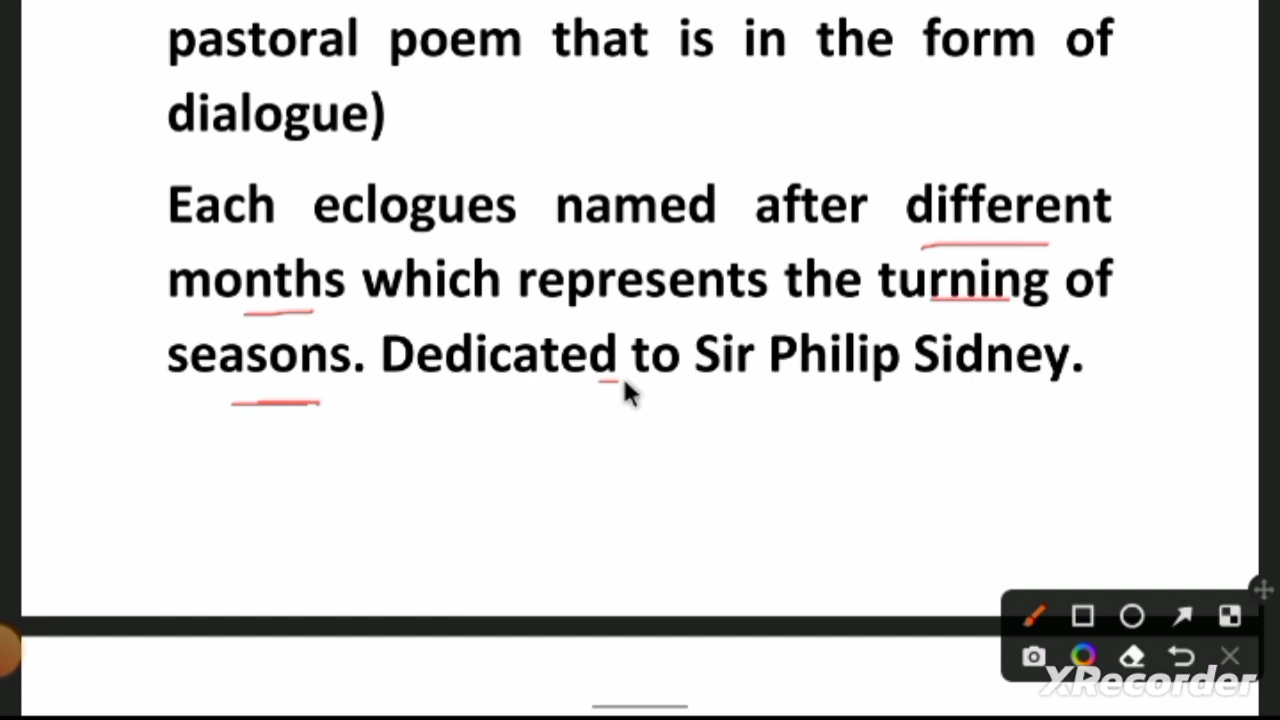 pastoral poem that is in the form of
dialogue)
Each eclogues named after different
months which represents the turning of
seasons. Dedicated to Sir Philip Sidney.
XRecorder